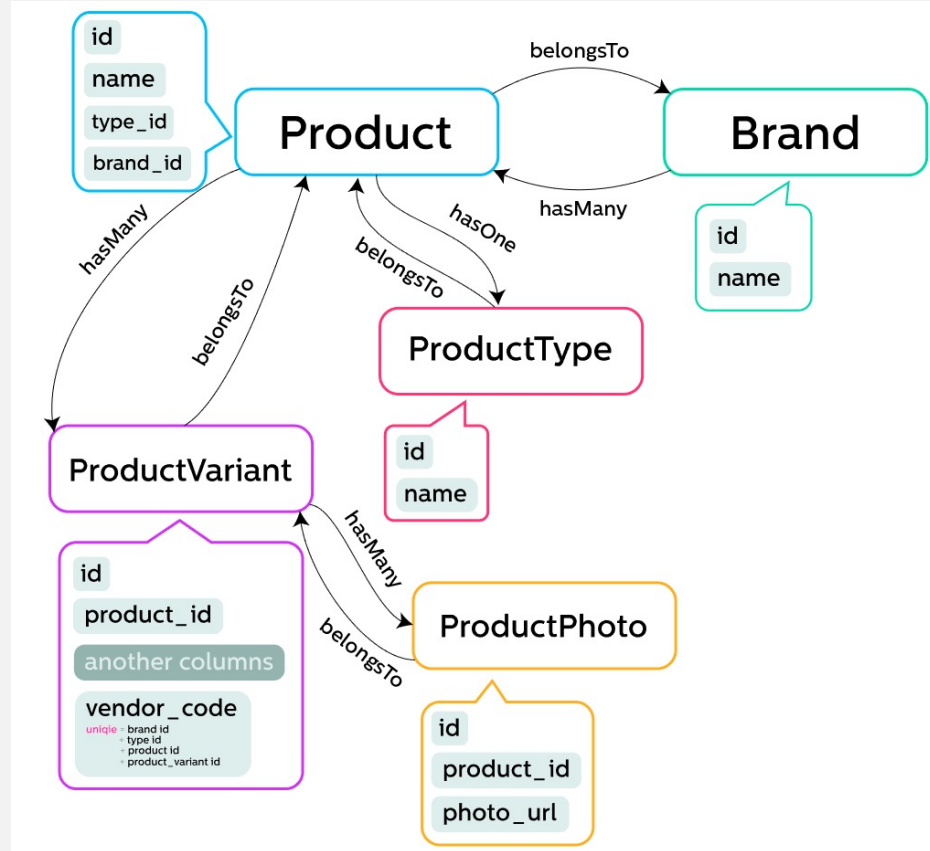 id
name
type_id
brand_id
Product
belongsTo
Brand
hasMany
id
name
hasMany
belongsTo
hasOne
belongsTo
ProductType
id
name
ProductVariant
id
product_id
another columns
vendor_code
uniqie = brand id
+ type id
+ product id
+ product_variant id
hasMany
belongsTo
ProductPhoto
id
product_id
photo_url